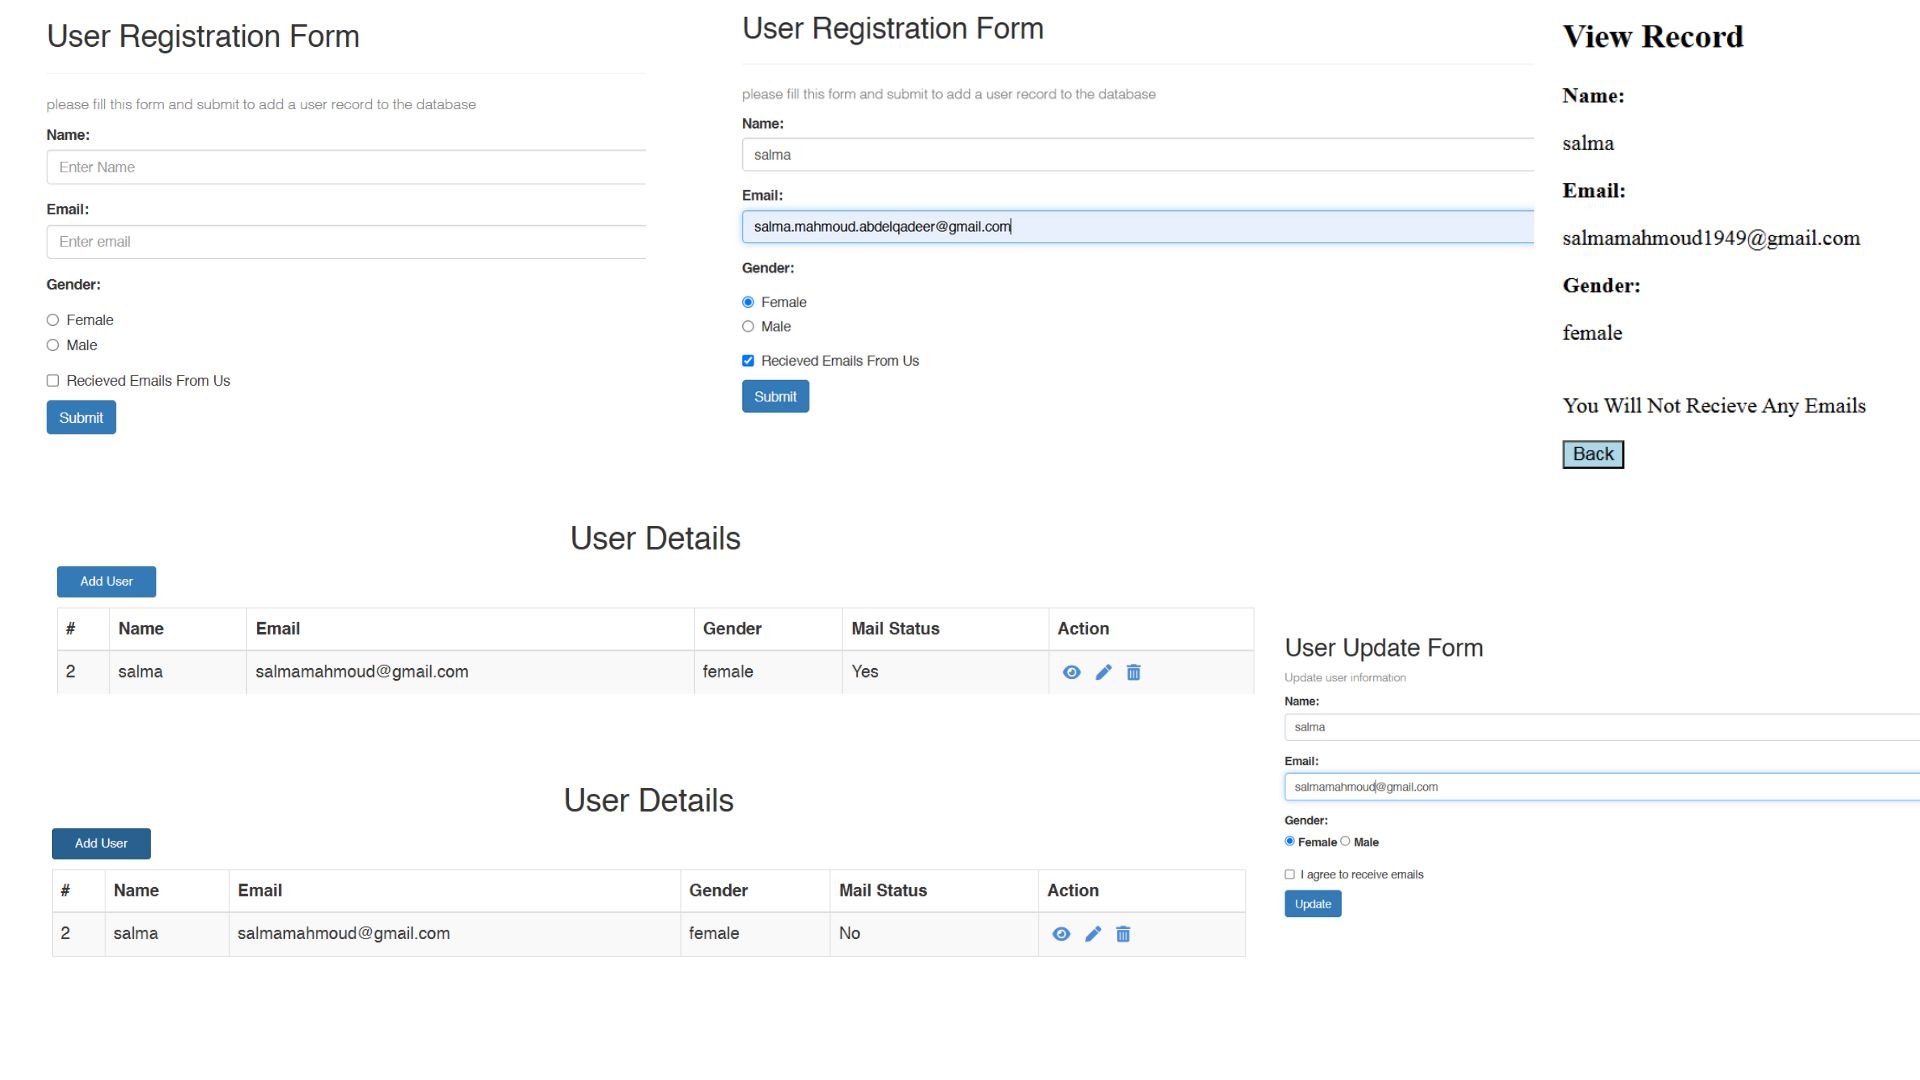 User Registration Form
please fill this form and submit to add a user record to the database
Name:
Enter Name
Email:
Enter email
Gender:
Female
Male
Recieved Emails From Us
Submit
User Registration Form
please fill this form and submit to add a user record to the database
Name:
salma
Email:
salma.mahmoud.abdelqadeer@gmail.com
Gender:
Female
Male
Recieved Emails From Us
Submit
View Record
Name:
salma
Email:
salmamahmoud1949@gmail.com
Gender:
female
You Will Not Recieve Any Emails
Back
User Details
Add User
# Name Email Gender Mail Status Action
2 salma salmamahmoud@gmail.com female Yes
User Details
Add User
# Name Email Gender Mail Status Action
2 salma salmamahmoud@gmail.com female No
User Update Form
Update user information
Name:
salma
Email:
salmamahmoud@gmail.com
Gender:
Female Male
I agree to receive emails
Update